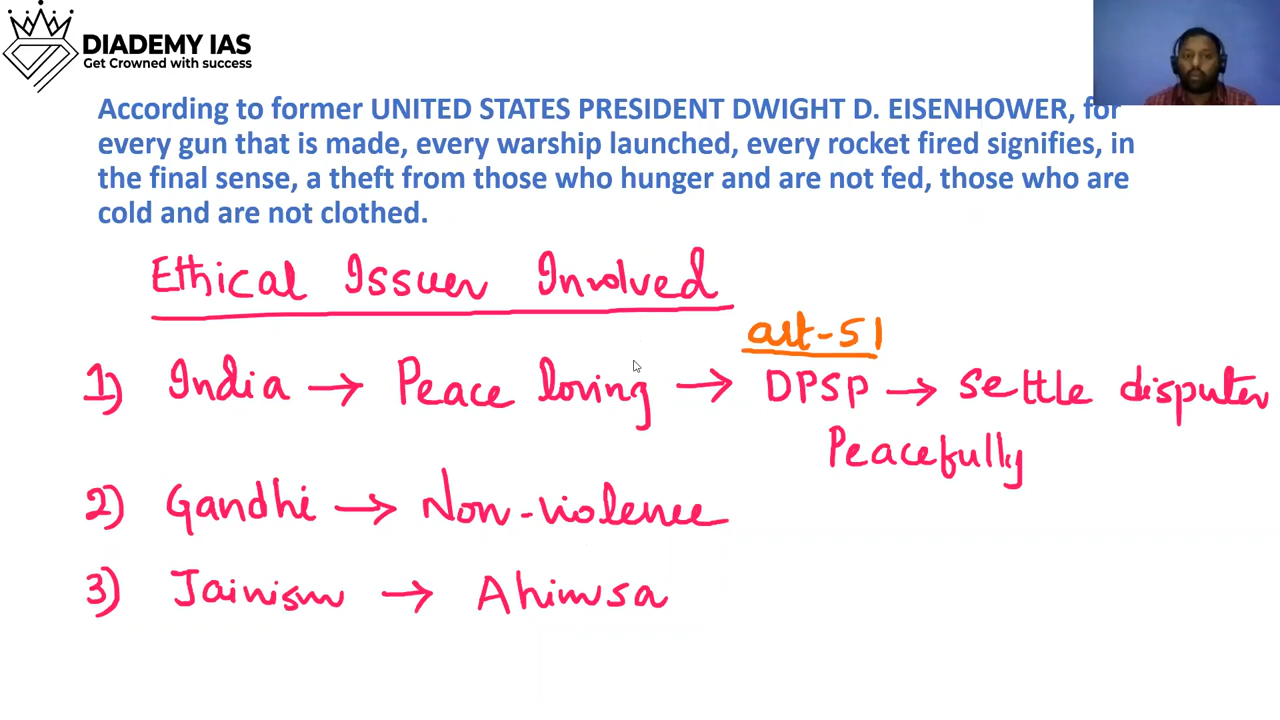 DIADEMY IAS
Get Crowned with success
According to former UNITED STATES PRESIDENT DWIGHT D. EISENHOWER, for
every gun that is made, every warship launched, every rocket fired signifies, in
the final sense, a theft from those who hunger and are not fed, those who are
cold and are not clothed.
Ethical Issues Involved
art-51
1) India → Peace loving → DPSP → Settle disputes
Peacefully
2) Gandhi → Non-violence
3) Jainism → Ahimsa